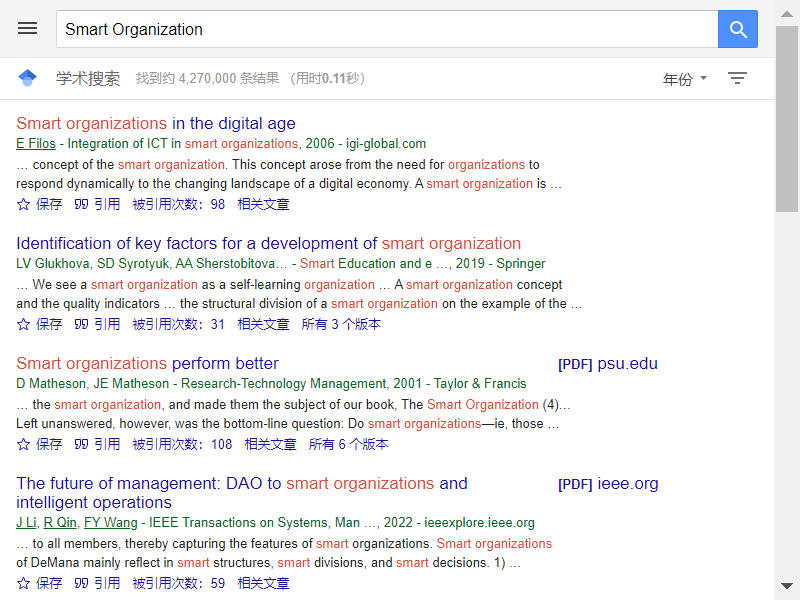 Smart Organization
学术搜索 找到约 4,270,000 条结果 （用时0.11秒） 年份
Smart organizations in the digital age
E Filos - Integration of ICT in smart organizations, 2006 - igi-global.com
… concept of the smart organization. This concept arose from the need for organizations to
respond dynamically to the changing landscape of a digital economy. A smart organization is …
保存 引用 被引用次数：98 相关文章
Identification of key factors for a development of smart organization
LV Glukhova, SD Syrotyuk, AA Sherstobitova… - Smart Education and e …, 2019 - Springer
… We see a smart organization as a self-learning organization … A smart organization concept
and the quality indicators … the structural division of a smart organization on the example of the …
保存 引用 被引用次数：31 相关文章 所有 3 个版本
Smart organizations perform better [PDF] psu.edu
D Matheson, JE Matheson - Research-Technology Management, 2001 - Taylor & Francis
… the smart organization, and made them the subject of our book, The Smart Organization (4)…
Left unanswered, however, was the bottom-line question: Do smart organizations—ie, those …
保存 引用 被引用次数：108 相关文章 所有 6 个版本
The future of management: DAO to smart organizations and [PDF] ieee.org
intelligent operations
J Li, R Qin, FY Wang - IEEE Transactions on Systems, Man …, 2022 - ieeexplore.ieee.org
… to all members, thereby capturing the features of smart organizations. Smart organizations
of DeMana mainly reflect in smart structures, smart divisions, and smart decisions. 1) …
保存 引用 被引用次数：59 相关文章